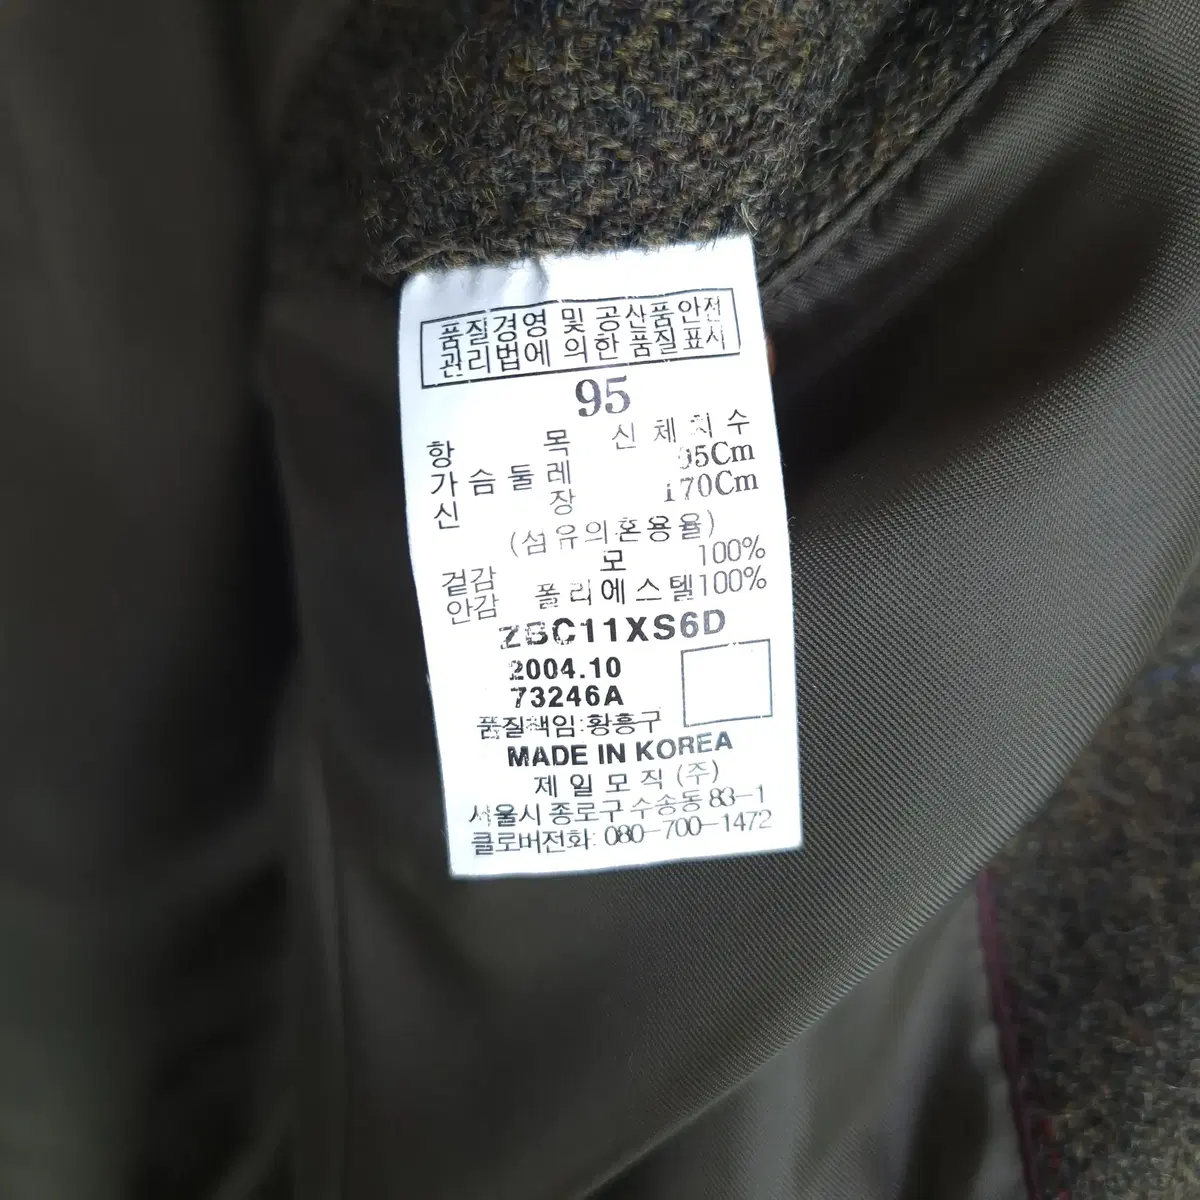 품질경영 및 공산품안전
관리법에 의한 품질표시
95
항 목 신체치수
가슴둘레 95Cm
신 장 170Cm
(섬유의혼용율)
겉감 모 100%
안감 폴리에스텔100%
ZBC11XS6D
2004.10
73246A
품질책임:황흥구
MADE IN KOREA
제일모직(주)
서울시 종로구 수송동 83-1
클로버전화: 080-700-1472